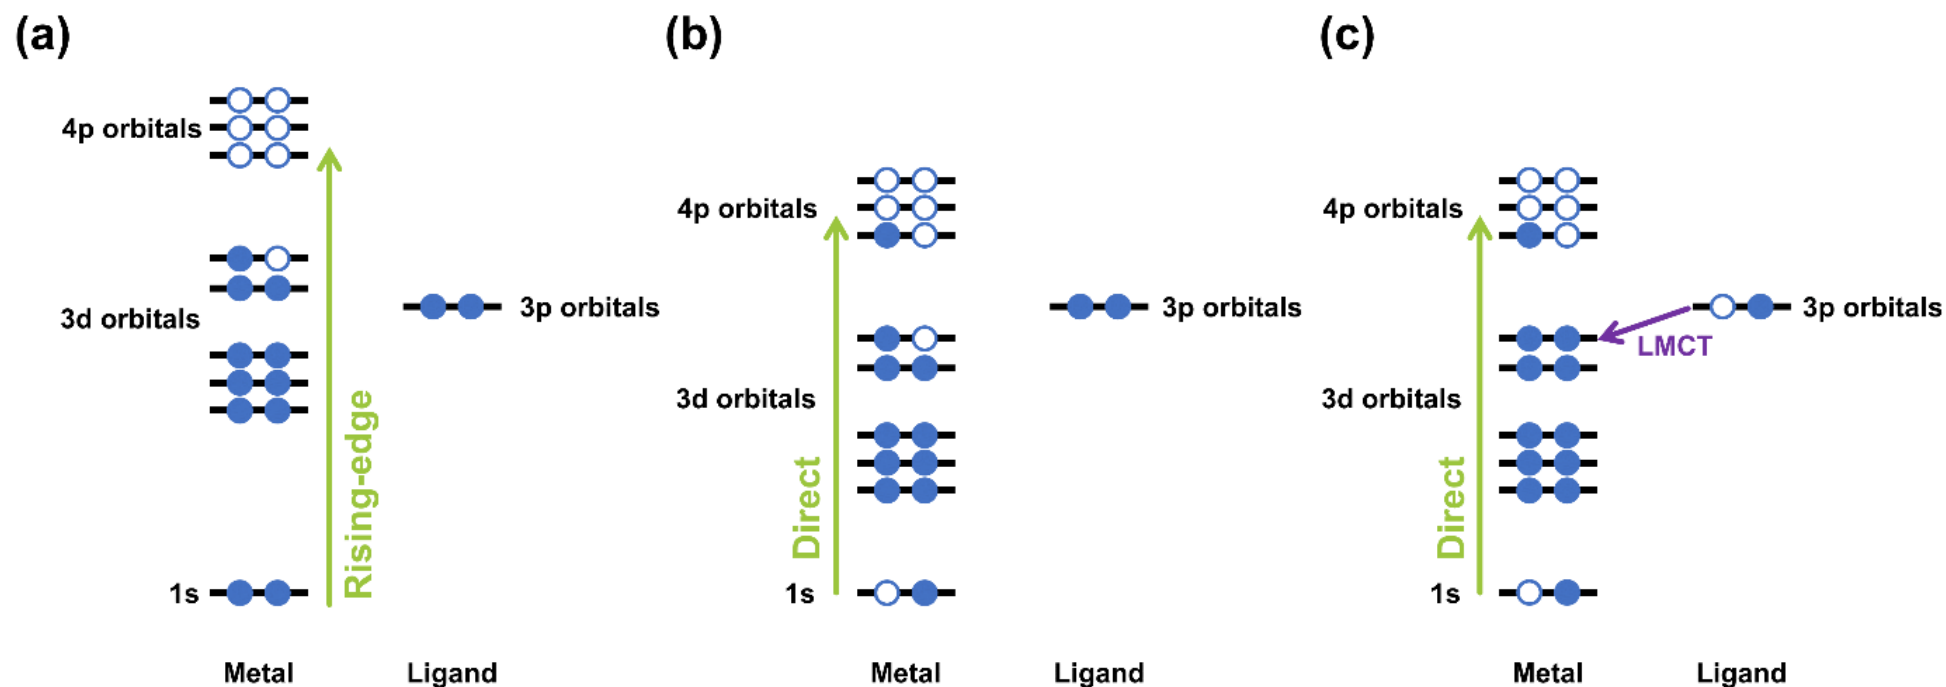 (a)
4p orbitals
3d orbitals
3p orbitals
1s
Rising-edge
Metal
Ligand
(b)
4p orbitals
3d orbitals
3p orbitals
1s
Direct
Metal
Ligand
(c)
4p orbitals
3d orbitals
3p orbitals
LMCT
1s
Direct
Metal
Ligand